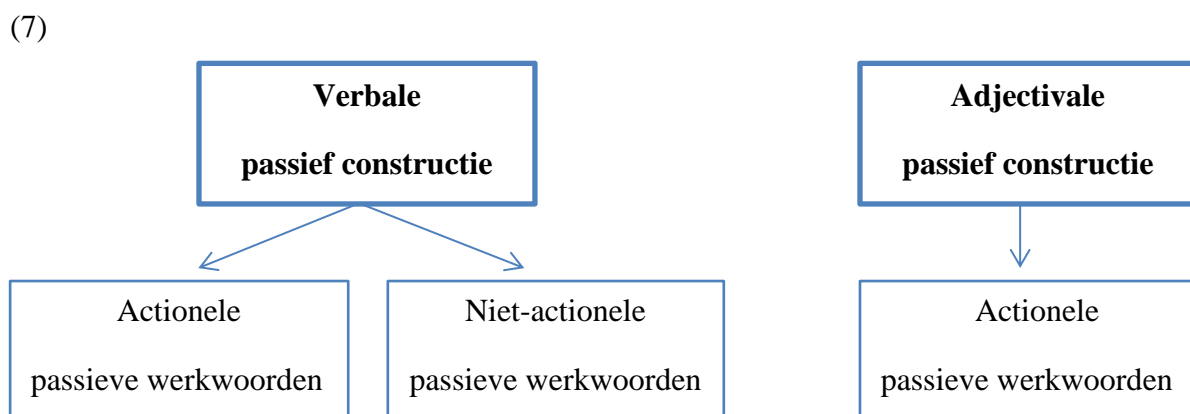 (7)
Verbale
passief constructie
Adjectivale
passief constructie
Actionele
passieve werkwoorden
Niet-actionele
passieve werkwoorden
Actionele
passieve werkwoorden